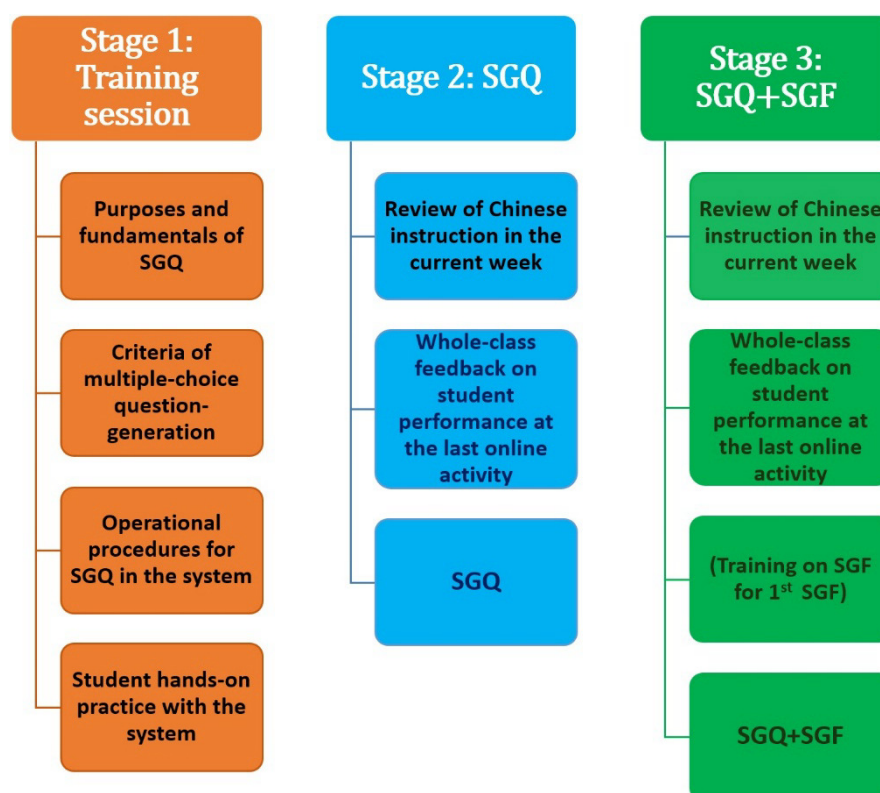 Stage 1:
Training
session
Purposes and
fundamentals of
SGQ
Criteria of
multiple-choice
question-
generation
Operational
procedures for
SGQ in the system
Student hands-on
practice with the
system
Stage 2: SGQ
Review of Chinese
instruction in the
current week
Whole-class
feedback on
student
performance at
the last online
activity
SGQ
Stage 3:
SGQ+SGF
Review of Chinese
instruction in the
current week
Whole-class
feedback on
student
performance at
the last online
activity
(Training on SGF
for 1st SGF)
SGQ+SGF